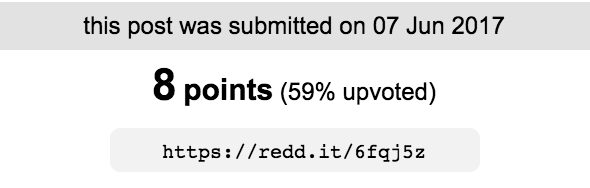 this post was submitted on 07 Jun 2017
8 points (59% upvoted)
https://redd.it/6fqj5z